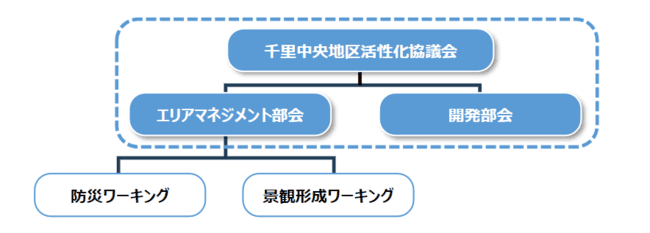 千里中央地区活性化協議会
エリアマネジメント部会
開発部会
防災ワーキング
景観形成ワーキング